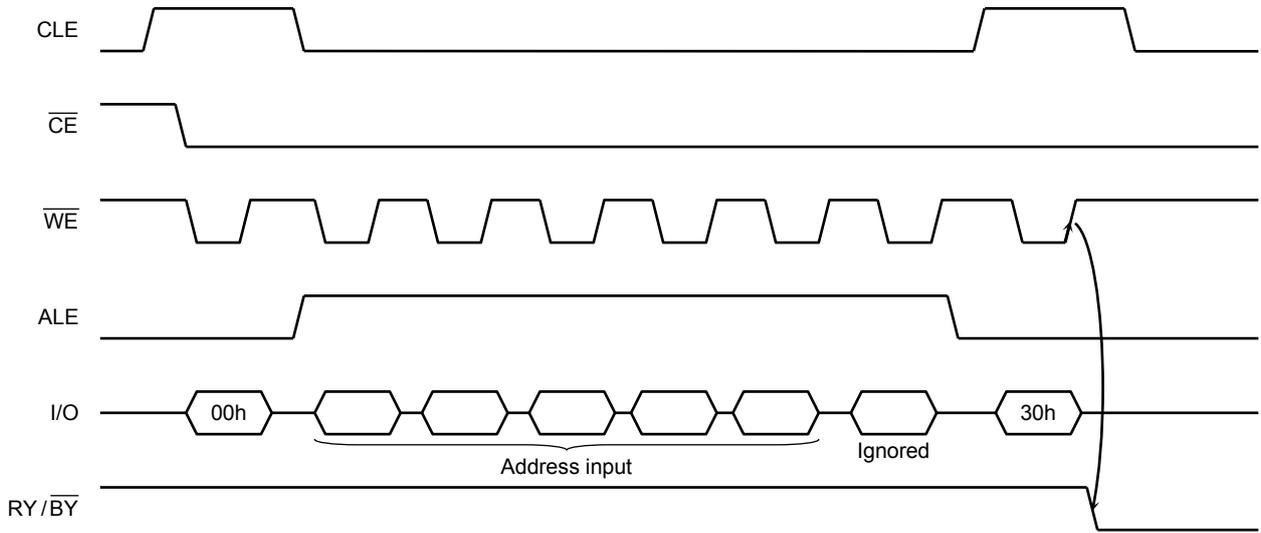 CLE
CE
WE
ALE
I/O
00h
30h
Ignored
Address input
RY/BY